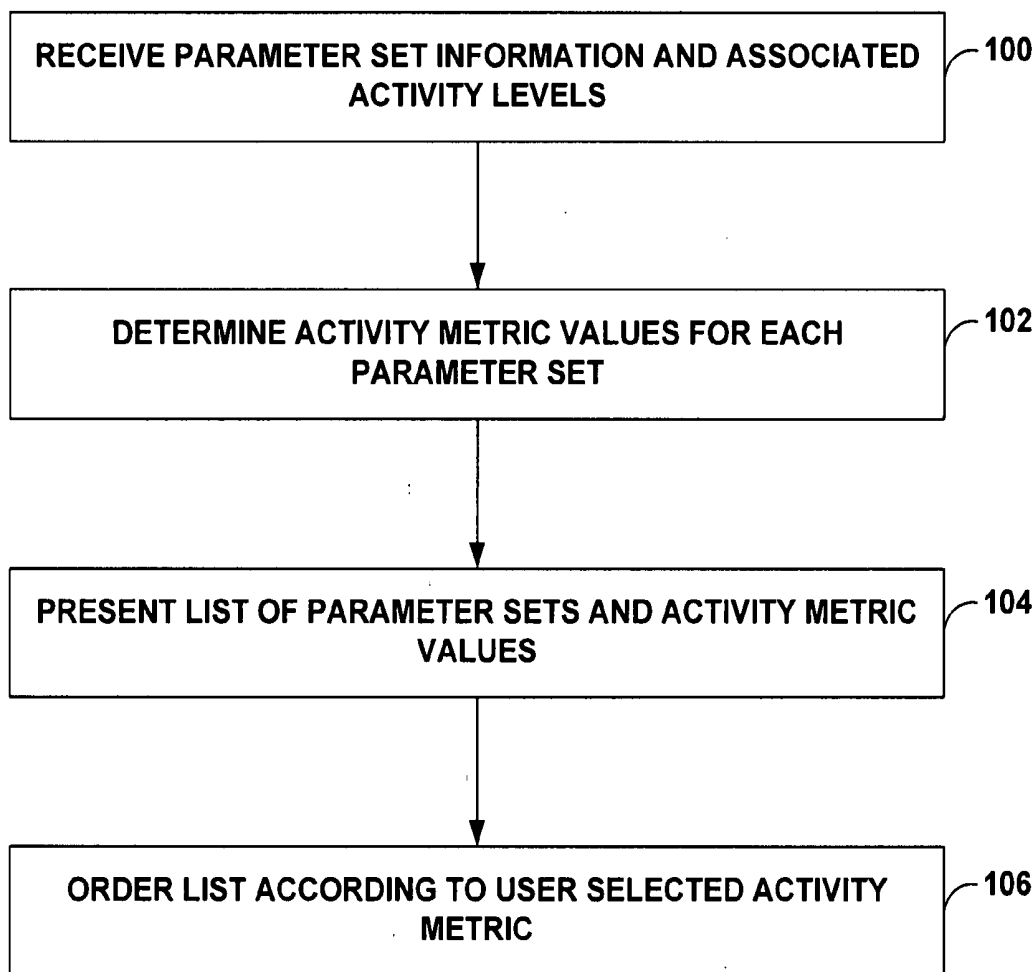 RECEIVE PARAMETER SET INFORMATION AND ASSOCIATED
ACTIVITY LEVELS
100
DETERMINE ACTIVITY METRIC VALUES FOR EACH
PARAMETER SET
102
PRESENT LIST OF PARAMETER SETS AND ACTIVITY METRIC
VALUES
104
ORDER LIST ACCORDING TO USER SELECTED ACTIVITY
METRIC
106